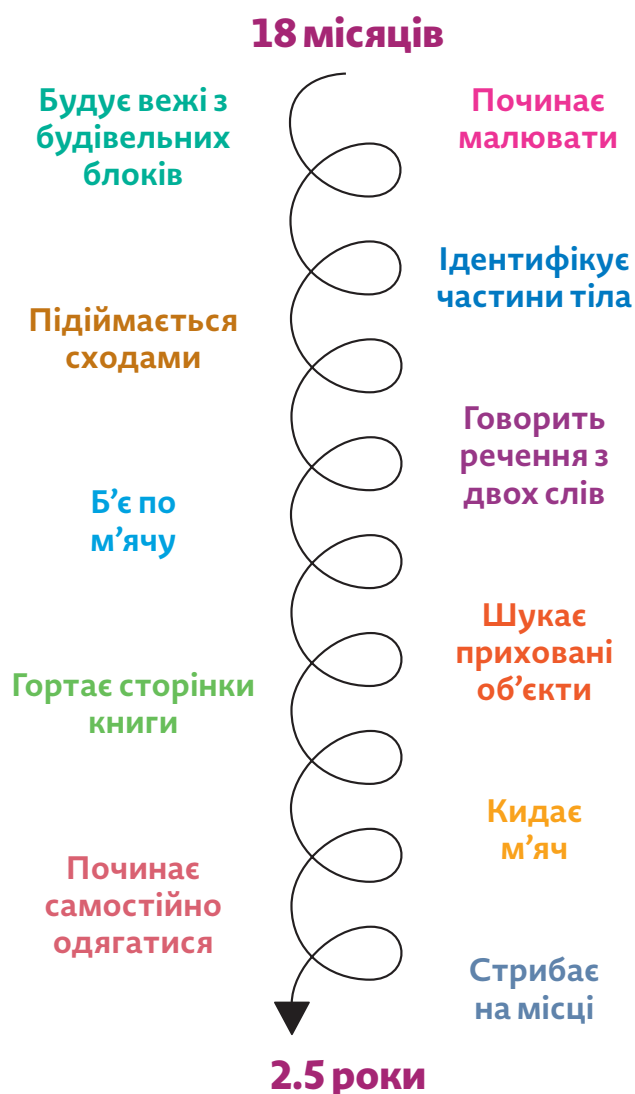 18 місяців
Будує вежі з
будівельних
блоків
Починає
малювати
Ідентифікує
частини тіла
Підіймається
сходами
Говорить
речення з
двох слів
Б’є по
м’ячу
Шукає
приховані
об’єкти
Гортає сторінки
книги
Кидає
м’яч
Починає
самостійно
одягатися
Стрибає
на місці
2.5 роки